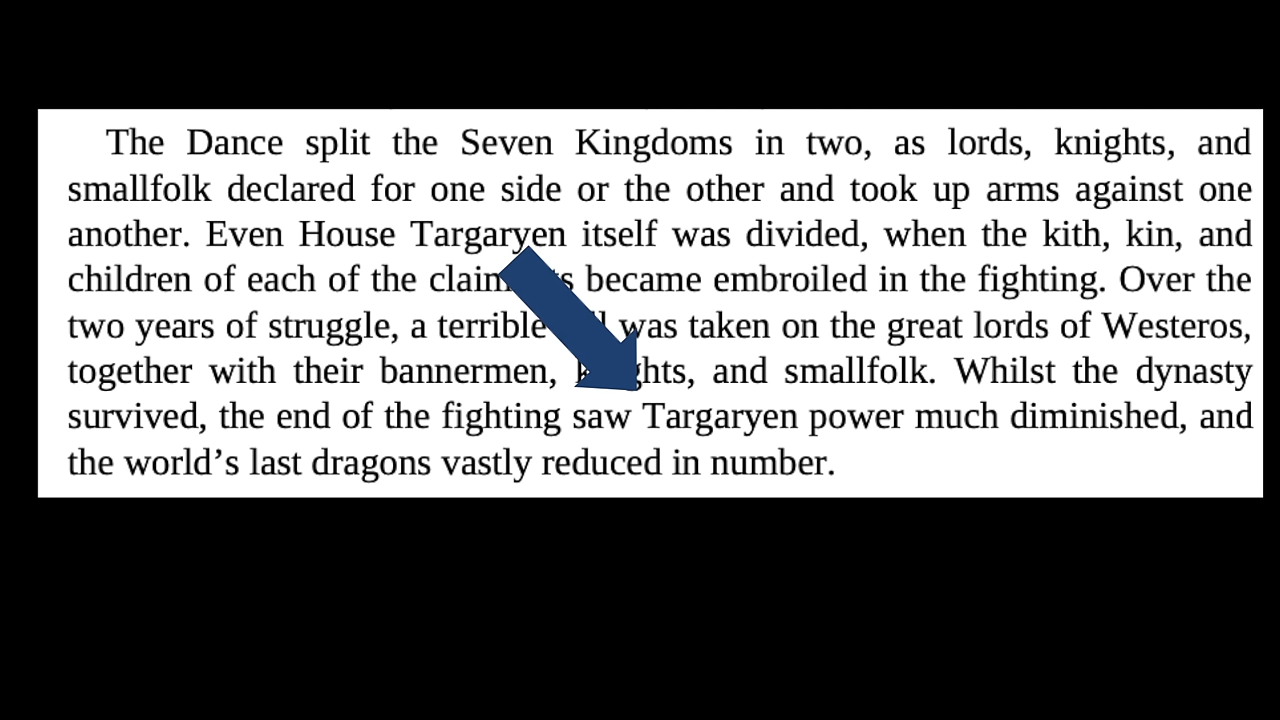 The Dance split the Seven Kingdoms in two, as lords, knights, and
smallfolk declared for one side or the other and took up arms against one
another. Even House Targaryen itself was divided, when the kith, kin, and
children of each of the became embroiled in the fighting. Over the
two years of struggle, a terrible was taken on the great lords of Westeros,
together with their bannermen, and smallfolk. Whilst the dynasty
survived, the end of the fighting saw Targaryen power much diminished, and
the world’s last dragons vastly reduced in number.